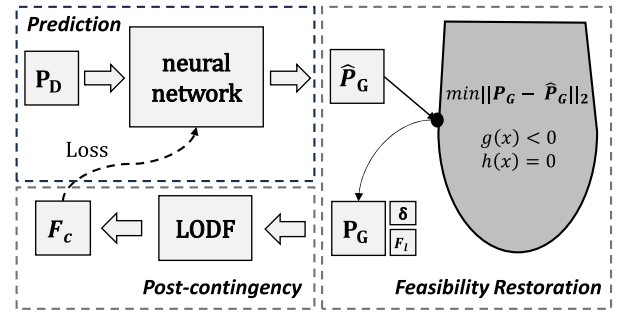 Prediction
P_D
neural
network
P̂_G
min||P_G − P̂_G||₂
g(x) < 0
h(x) = 0
Loss
F_c
LODF
P_G
δ
F_l
Post-contingency
Feasibility Restoration